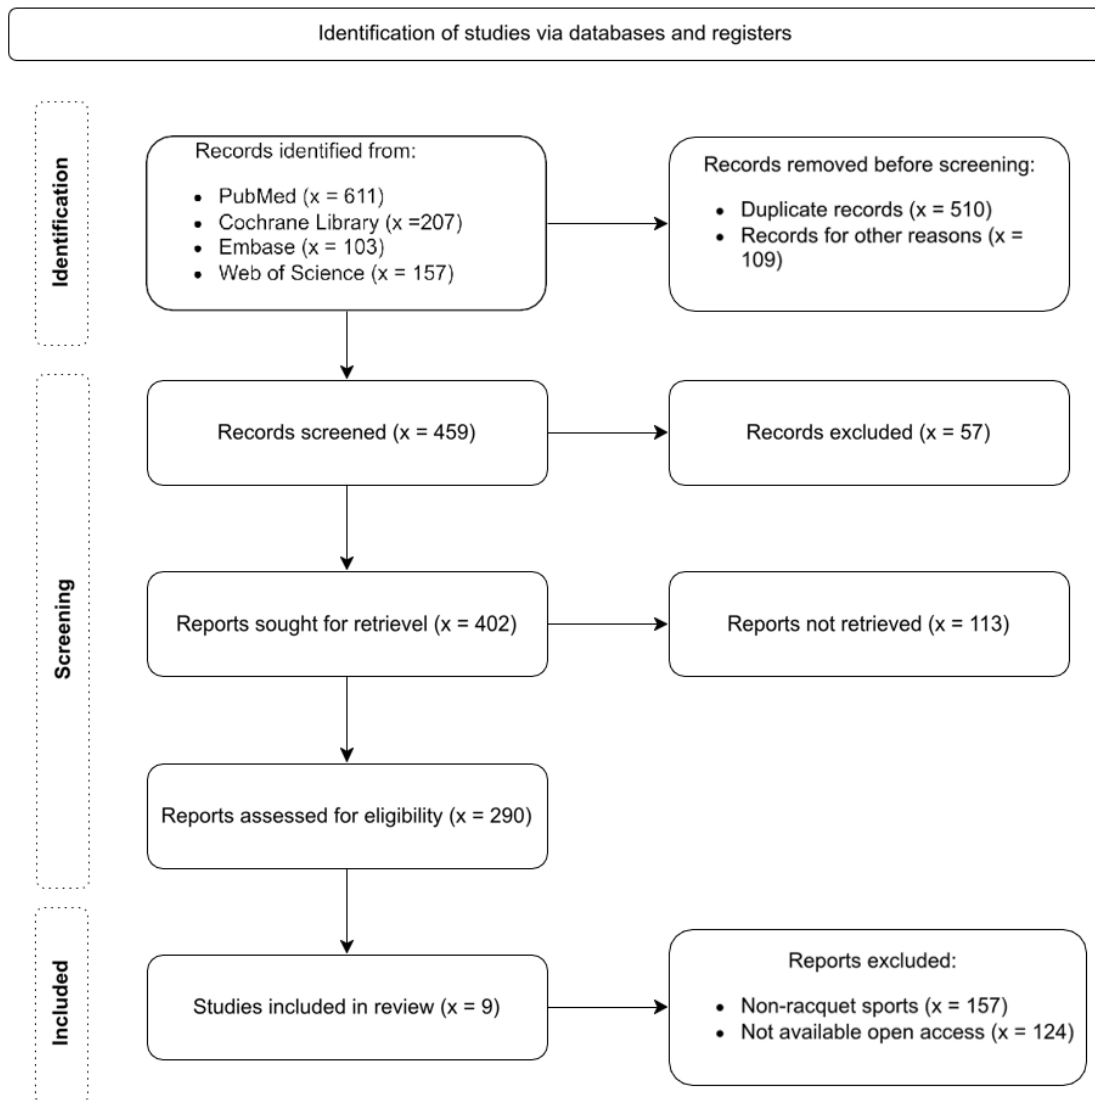 Identification of studies via databases and registers
Identification
Records identified from:
• PubMed (x = 611)
• Cochrane Library (x =207)
• Embase (x = 103)
• Web of Science (x = 157)
Records removed before screening:
• Duplicate records (x = 510)
• Records for other reasons (x =
109)
Screening
Records screened (x = 459)
Records excluded (x = 57)
Reports sought for retrievel (x = 402)
Reports not retrieved (x = 113)
Reports assessed for eligibility (x = 290)
Included
Studies included in review (x = 9)
Reports excluded:
• Non-racquet sports (x = 157)
• Not available open access (x = 124)